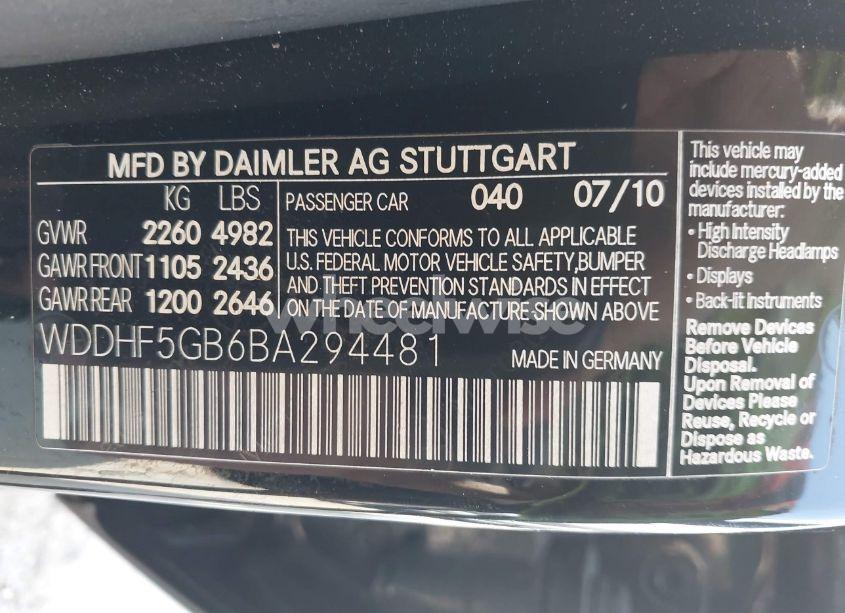 MFD BY DAIMLER AG STUTTGART
KG LBS
GVWR 2260 4982
GAWR FRONT 1105 2436
GAWR REAR 1200 2646
PASSENGER CAR 040 07/10
THIS VEHICLE CONFORMS TO ALL APPLICABLE
U.S. FEDERAL MOTOR VEHICLE SAFETY,BUMPER
AND THEFT PREVENTION STANDARDS IN EFFECT
ON THE DATE OF MANUFACTURE SHOWN ABOVE
WDDHF5GB6BA294481
MADE IN GERMANY
This vehicle may
include mercury-added
devices installed by the
manufacturer:
• High Intensity
Discharge Headlamps
• Displays
• Back-lit Instruments
Remove Devices
Before Vehicle
Disposal.
Upon Removal of
Devices Please
Reuse, Recycle or
Dispose as
Hazardous Waste.
wheelwise